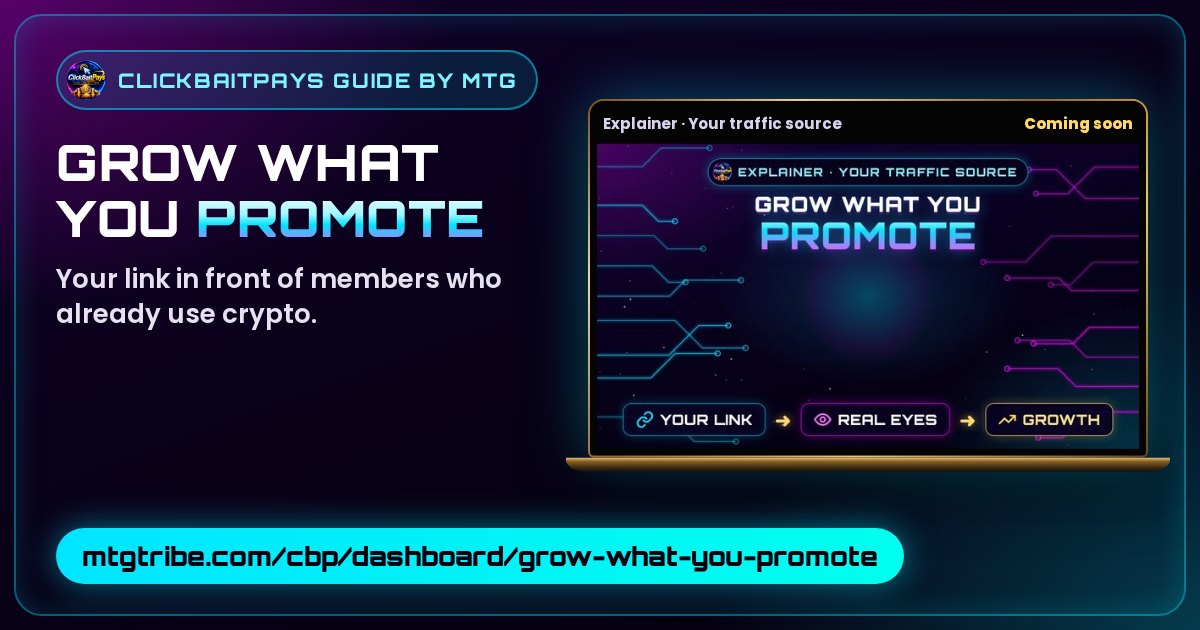 ClickBaitPays
CLICKBAITPAYS GUIDE BY MTG
GROW WHAT
YOU PROMOTE
Your link in front of members who
already use crypto.
Explainer · Your traffic source
Coming soon
EXPLAINER · YOUR TRAFFIC SOURCE
GROW WHAT YOU
PROMOTE
YOUR LINK → REAL EYES → GROWTH
mtgtribe.com/cbp/dashboard/grow-what-you-promote